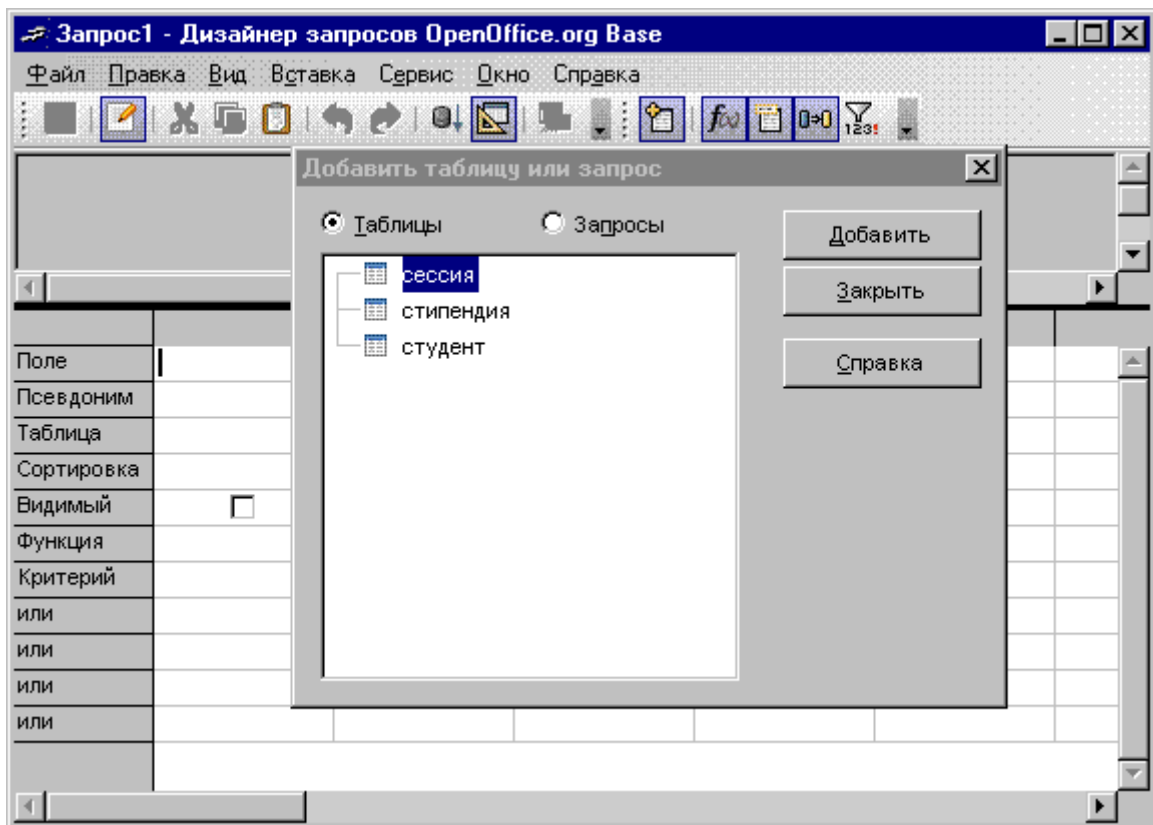 Запрос1 - Дизайнер запросов OpenOffice.org Base
Файл Правка Вид Вставка Сервис Окно Справка
f(x) 123!
Добавить таблицу или запрос
Таблицы Запросы
Добавить
сессия
Закрыть
стипендия
студент
Справка
Поле
Псевдоним
Таблица
Сортировка
Видимый
Функция
Критерий
или
или
или
или